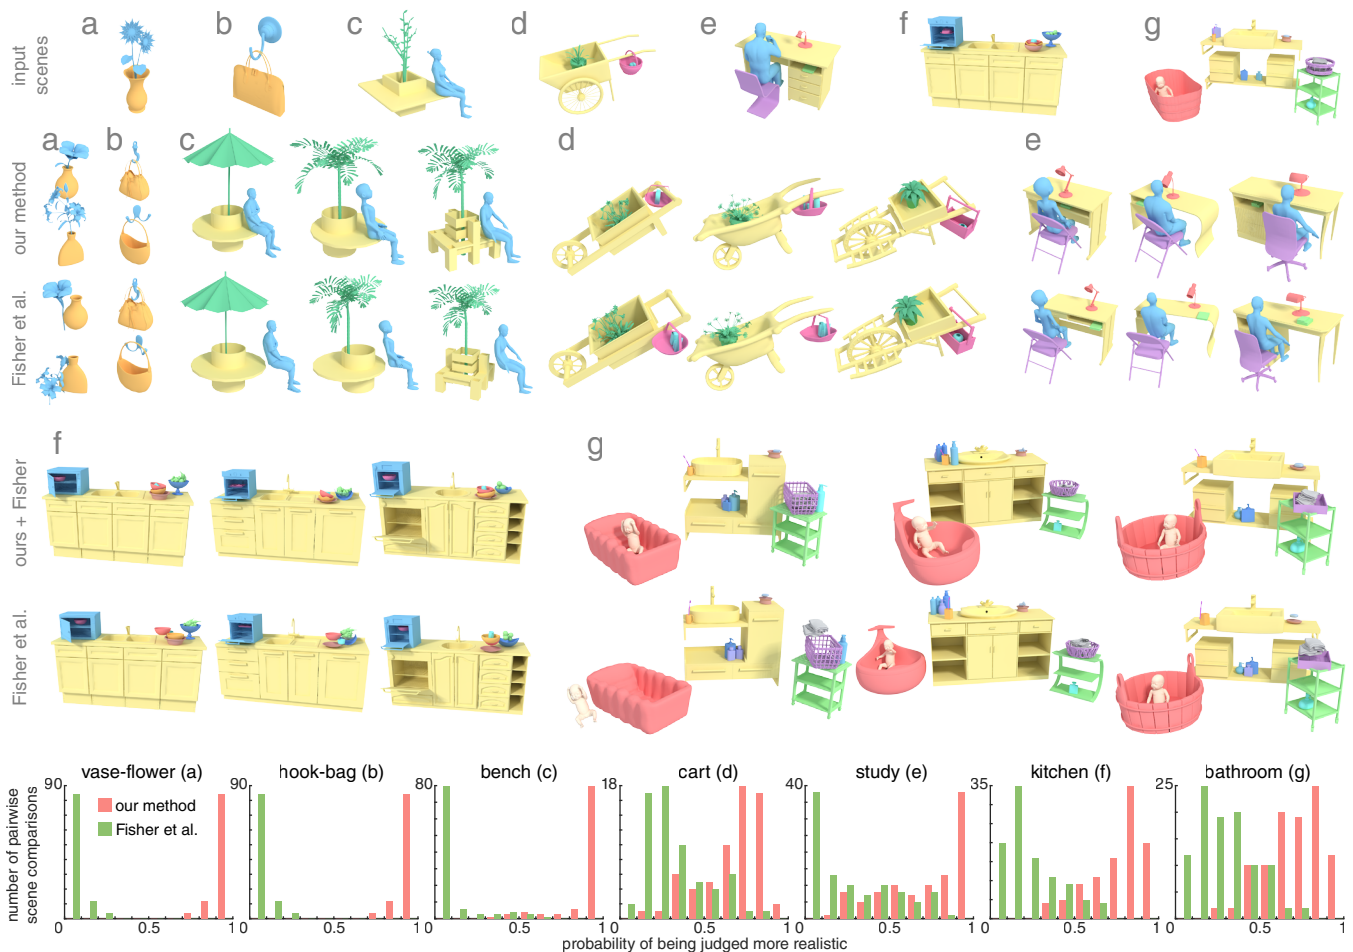 a b c d e f g
input scenes
a b c d e
our method
Fisher et al.
f g
ours + Fisher
Fisher et al.
vase-flower (a) hook-bag (b) bench (c) cart (d) study (e) kitchen (f) bathroom (g)
90 90 80 18 40 35 25
our method
Fisher et al.
number of pairwise scene comparisons
0 0.5 1 0 0.5 1 0 0.5 1 0 0.5 1 0 0.5 1 0 0.5 1 0 0.5 1
probability of being judged more realistic